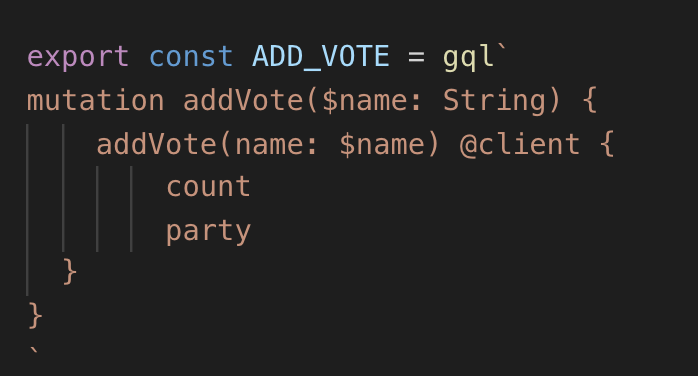 export const ADD_VOTE = gql`
mutation addVote($name: String) {
    addVote(name: $name) @client {
        count
        party
  }
}
`